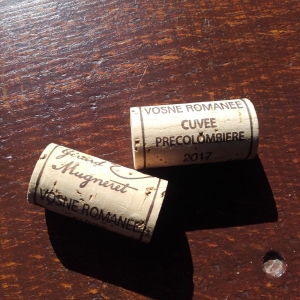 VOSNE ROMANEE
CUVEE
PRECOLOMBIERE
2017
Gérard
Mugneret
VOSNE ROMANEE